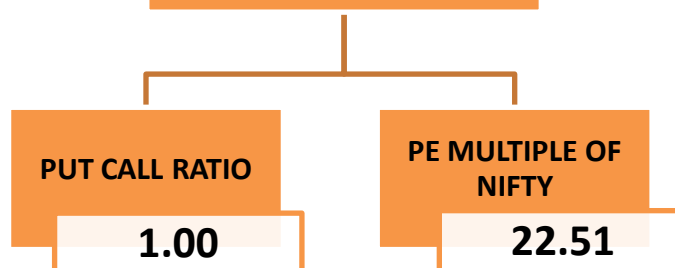 PUT CALL RATIO
1.00
PE MULTIPLE OF
NIFTY
22.51